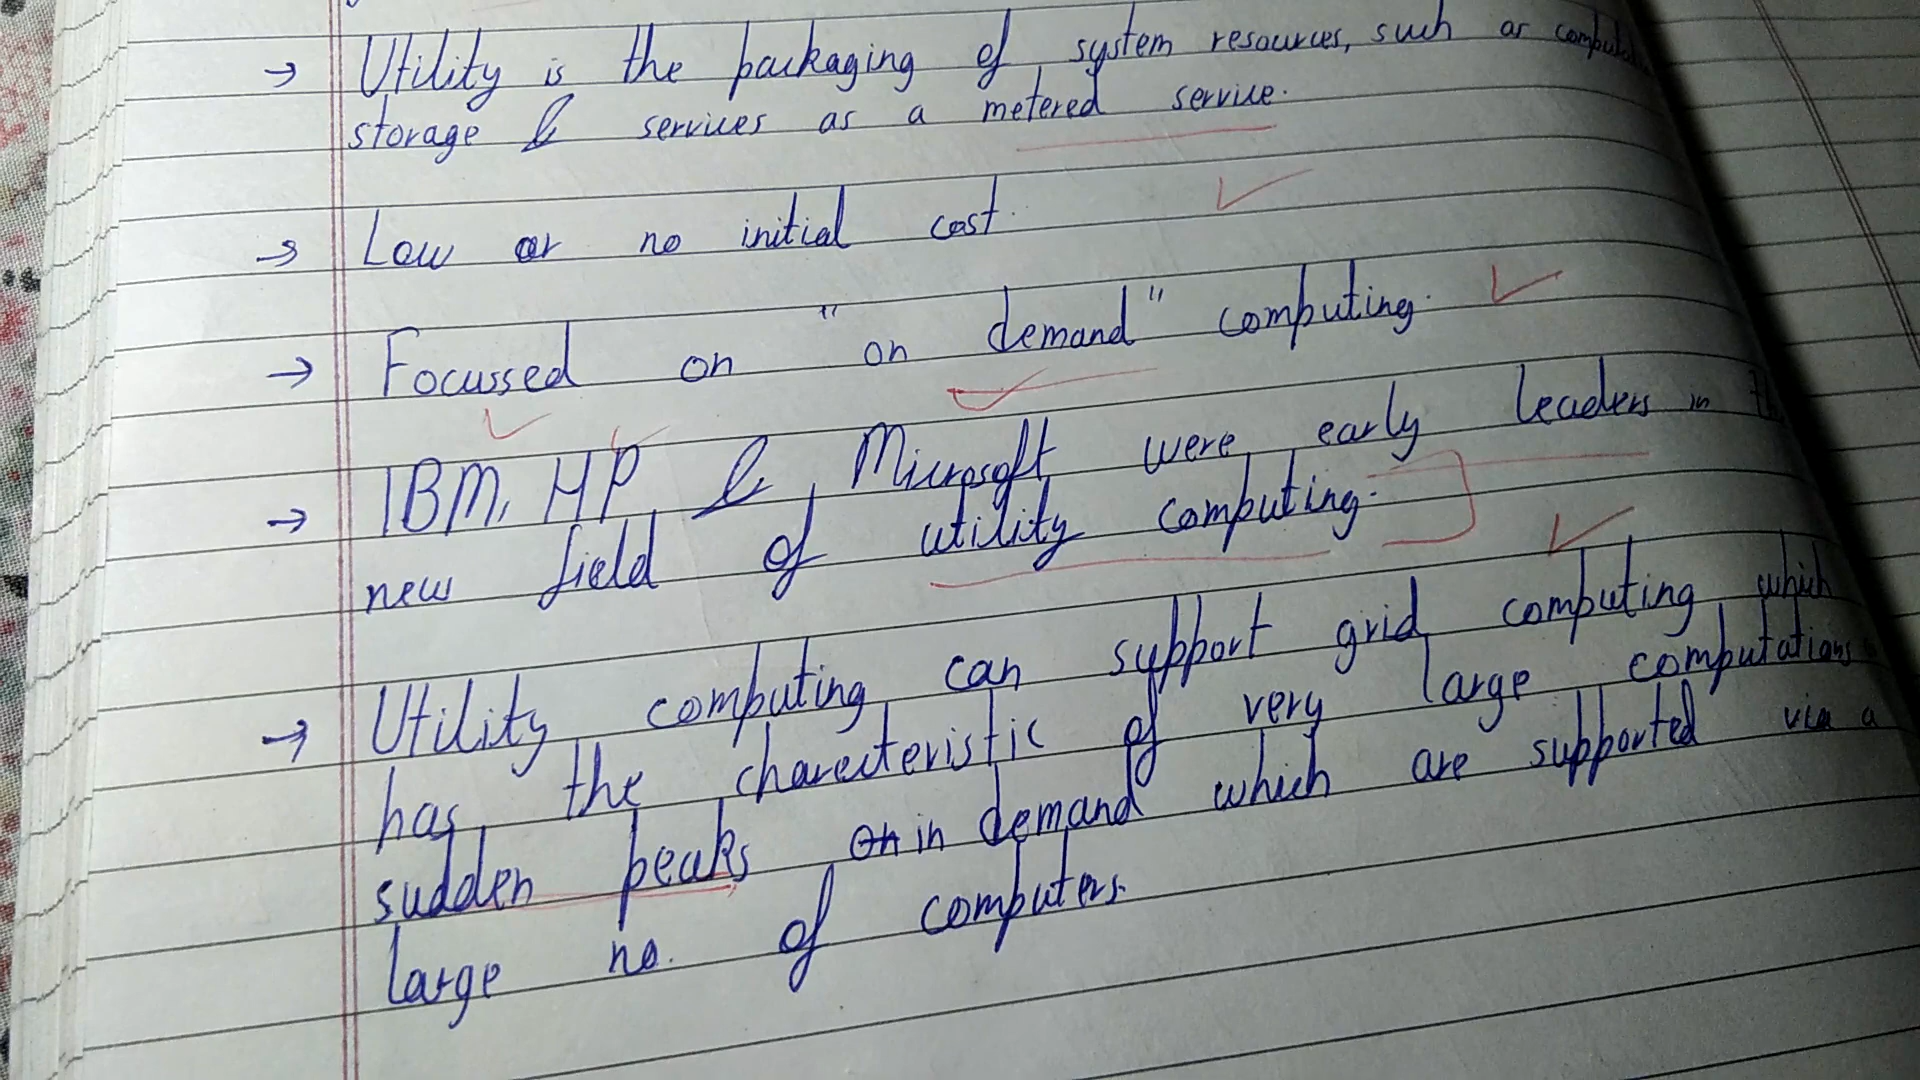 → Utility is the packaging of system resources, such as
storage & services as a metered service.
→ Low or no initial cost.
→ Focussed on "on demand" computing.
→ IBM, HP & Microsoft were early leaders in
new field of utility computing.
→ Utility computing can support grid computing which
has the charecteristic of very large computations
sudden peaks in demand which are supported via a
large no. of computers.